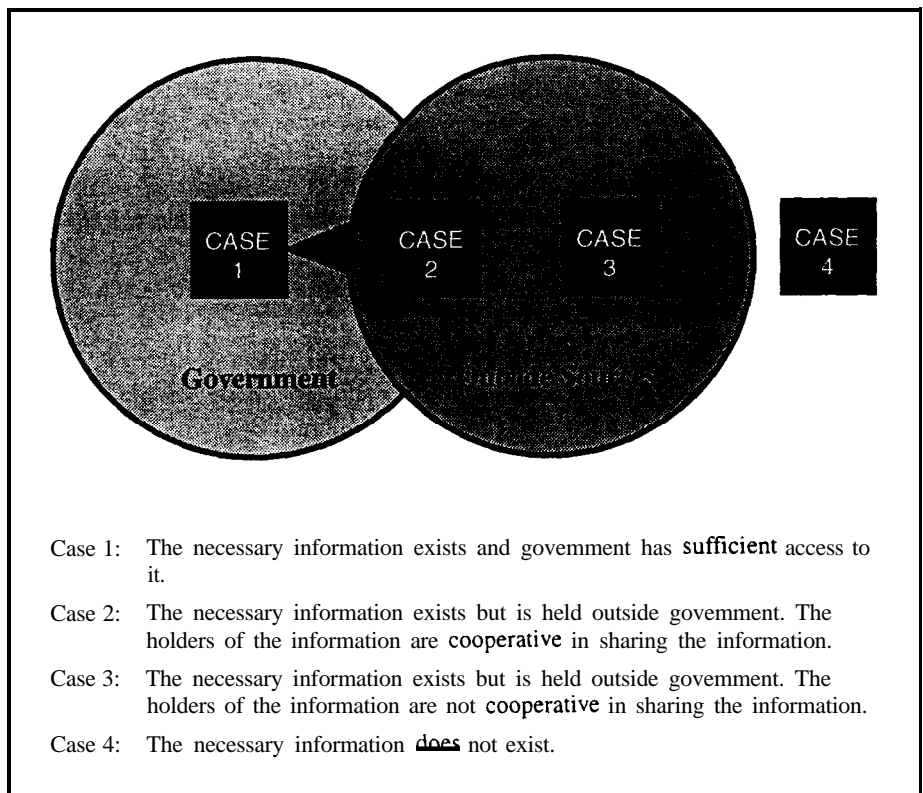 CASE
1
CASE
2
CASE
3
CASE
4
Government
Case 1: The necessary information exists and government has sufficient access to
it.
Case 2: The necessary information exists but is held outside government. The
holders of the information are cooperative in sharing the information.
Case 3: The necessary information exists but is held outside government. The
holders of the information are not cooperative in sharing the information.
Case 4: The necessary information does not exist.